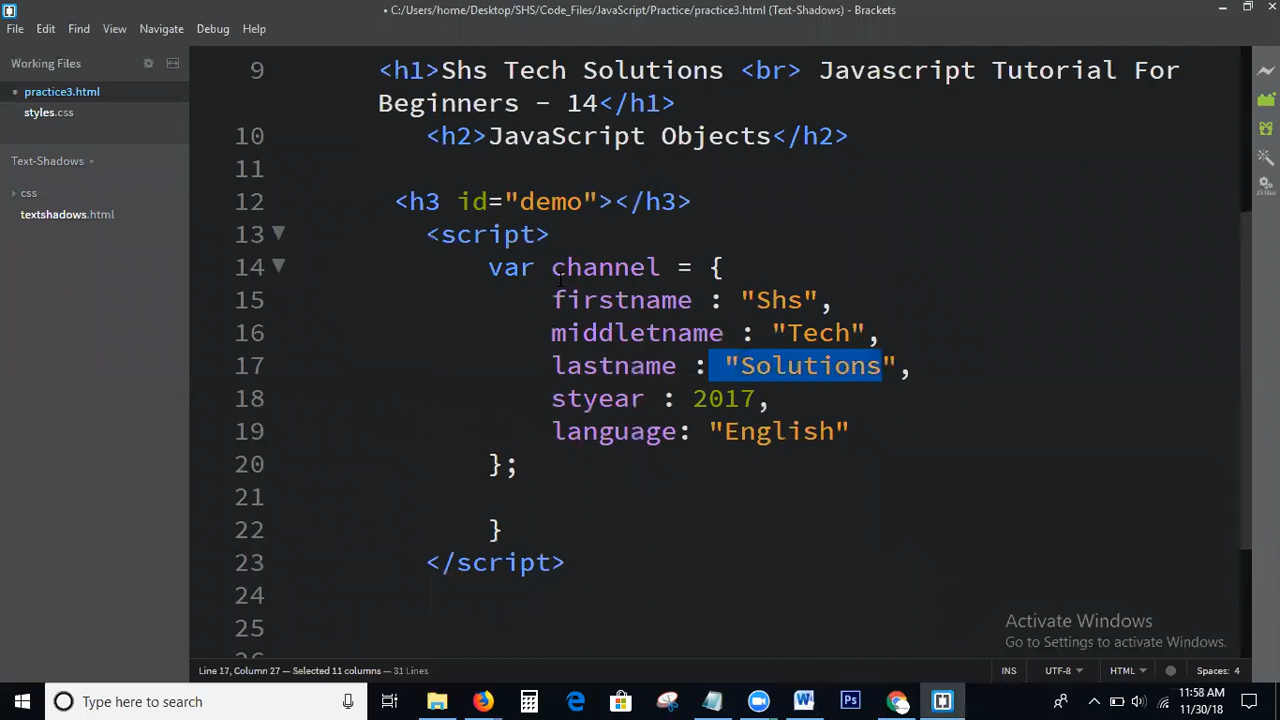 • C:/Users/home/Desktop/SHS/Code_Files/JavaScript/Practice/practice3.html (Text-Shadows) - Brackets
File Edit Find View Navigate Debug Help
Working Files
• practice3.html
styles.css
Text-Shadows
css
textshadows.html
9 <h1>Shs Tech Solutions <br> Javascript Tutorial For
Beginners - 14</h1>
10 <h2>JavaScript Objects</h2>
11
12 <h3 id="demo"></h3>
13 <script>
14 var channel = {
15 firstname : "Shs",
16 middletname : "Tech",
17 lastname : "Solutions",
18 styear : 2017,
19 language: "English"
20 };
21
22 }
23 </script>
24
25
Activate Windows
Go to Settings to activate Windows.
Line 17, Column 27 — Selected 11 columns — 31 Lines
INS UTF-8 HTML Spaces: 4
Type here to search
11:58 AM
11/30/18